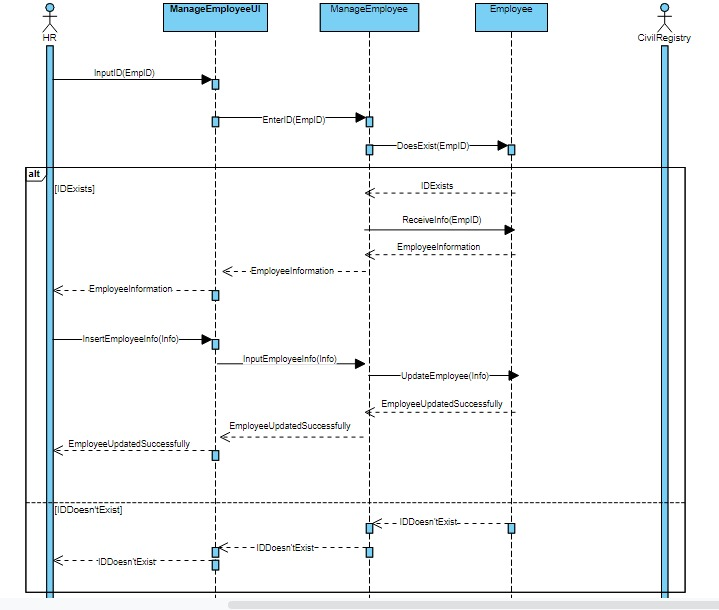 ManageEmployeeUI
ManageEmployee
Employee
HR
CivilRegistry
InputID(EmpID)
EnterID(EmpID)
DoesExist(EmpID)
alt
[IDExists]
IDExists
ReceiveInfo(EmpID)
EmployeeInformation
EmployeeInformation
EmployeeInformation
InsertEmployeeInfo(Info)
InputEmployeeInfo(Info)
UpdateEmployee(Info)
EmployeeUpdatedSuccessfully
EmployeeUpdatedSuccessfully
EmployeeUpdatedSuccessfully
[IDDoesn'tExist]
IDDoesn'tExist
IDDoesn'tExist
IDDoesn'tExist